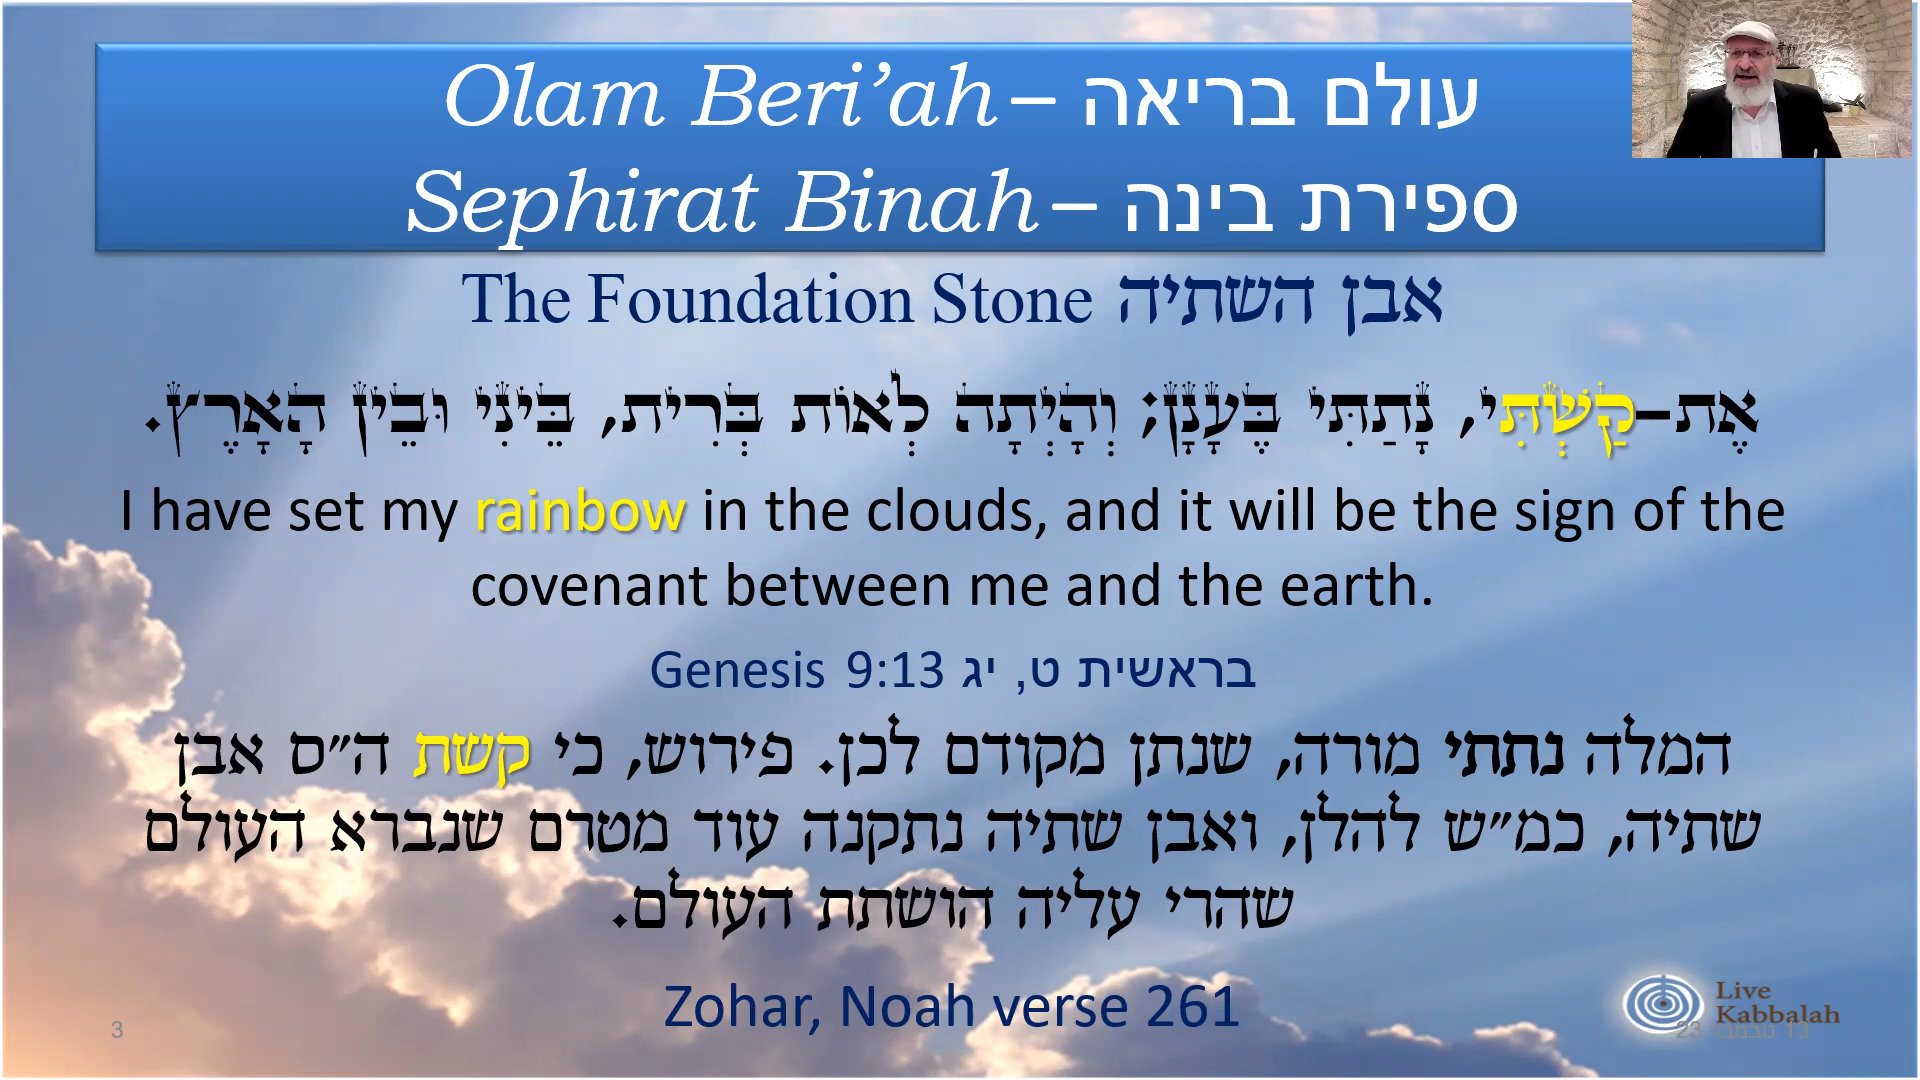 Olam Beri’ah – עולם בריאה
Sephirat Binah – ספירת בינה
The Foundation Stone אבן השתיה
אֶת-קַשְׁתִּי, נָתַתִּי בֶּעָנָן; וְהָיְתָה לְאוֹת בְּרִית, בֵּינִי וּבֵין הָאָרֶץ.
I have set my rainbow in the clouds, and it will be the sign of the
covenant between me and the earth.
Genesis 9:13 בראשית ט, יג
המלה נתתי מורה, שנתן מקודם לכן. פירוש, כי קשת ה״ס אבן
שתיה, כמ״ש להלן, ואבן שתיה נתקנה עוד מטרם שנברא העולם
שהרי עליה הושתת העולם.
Zohar, Noah verse 261
Live
Kabbalah
3
13 נובמבר 23